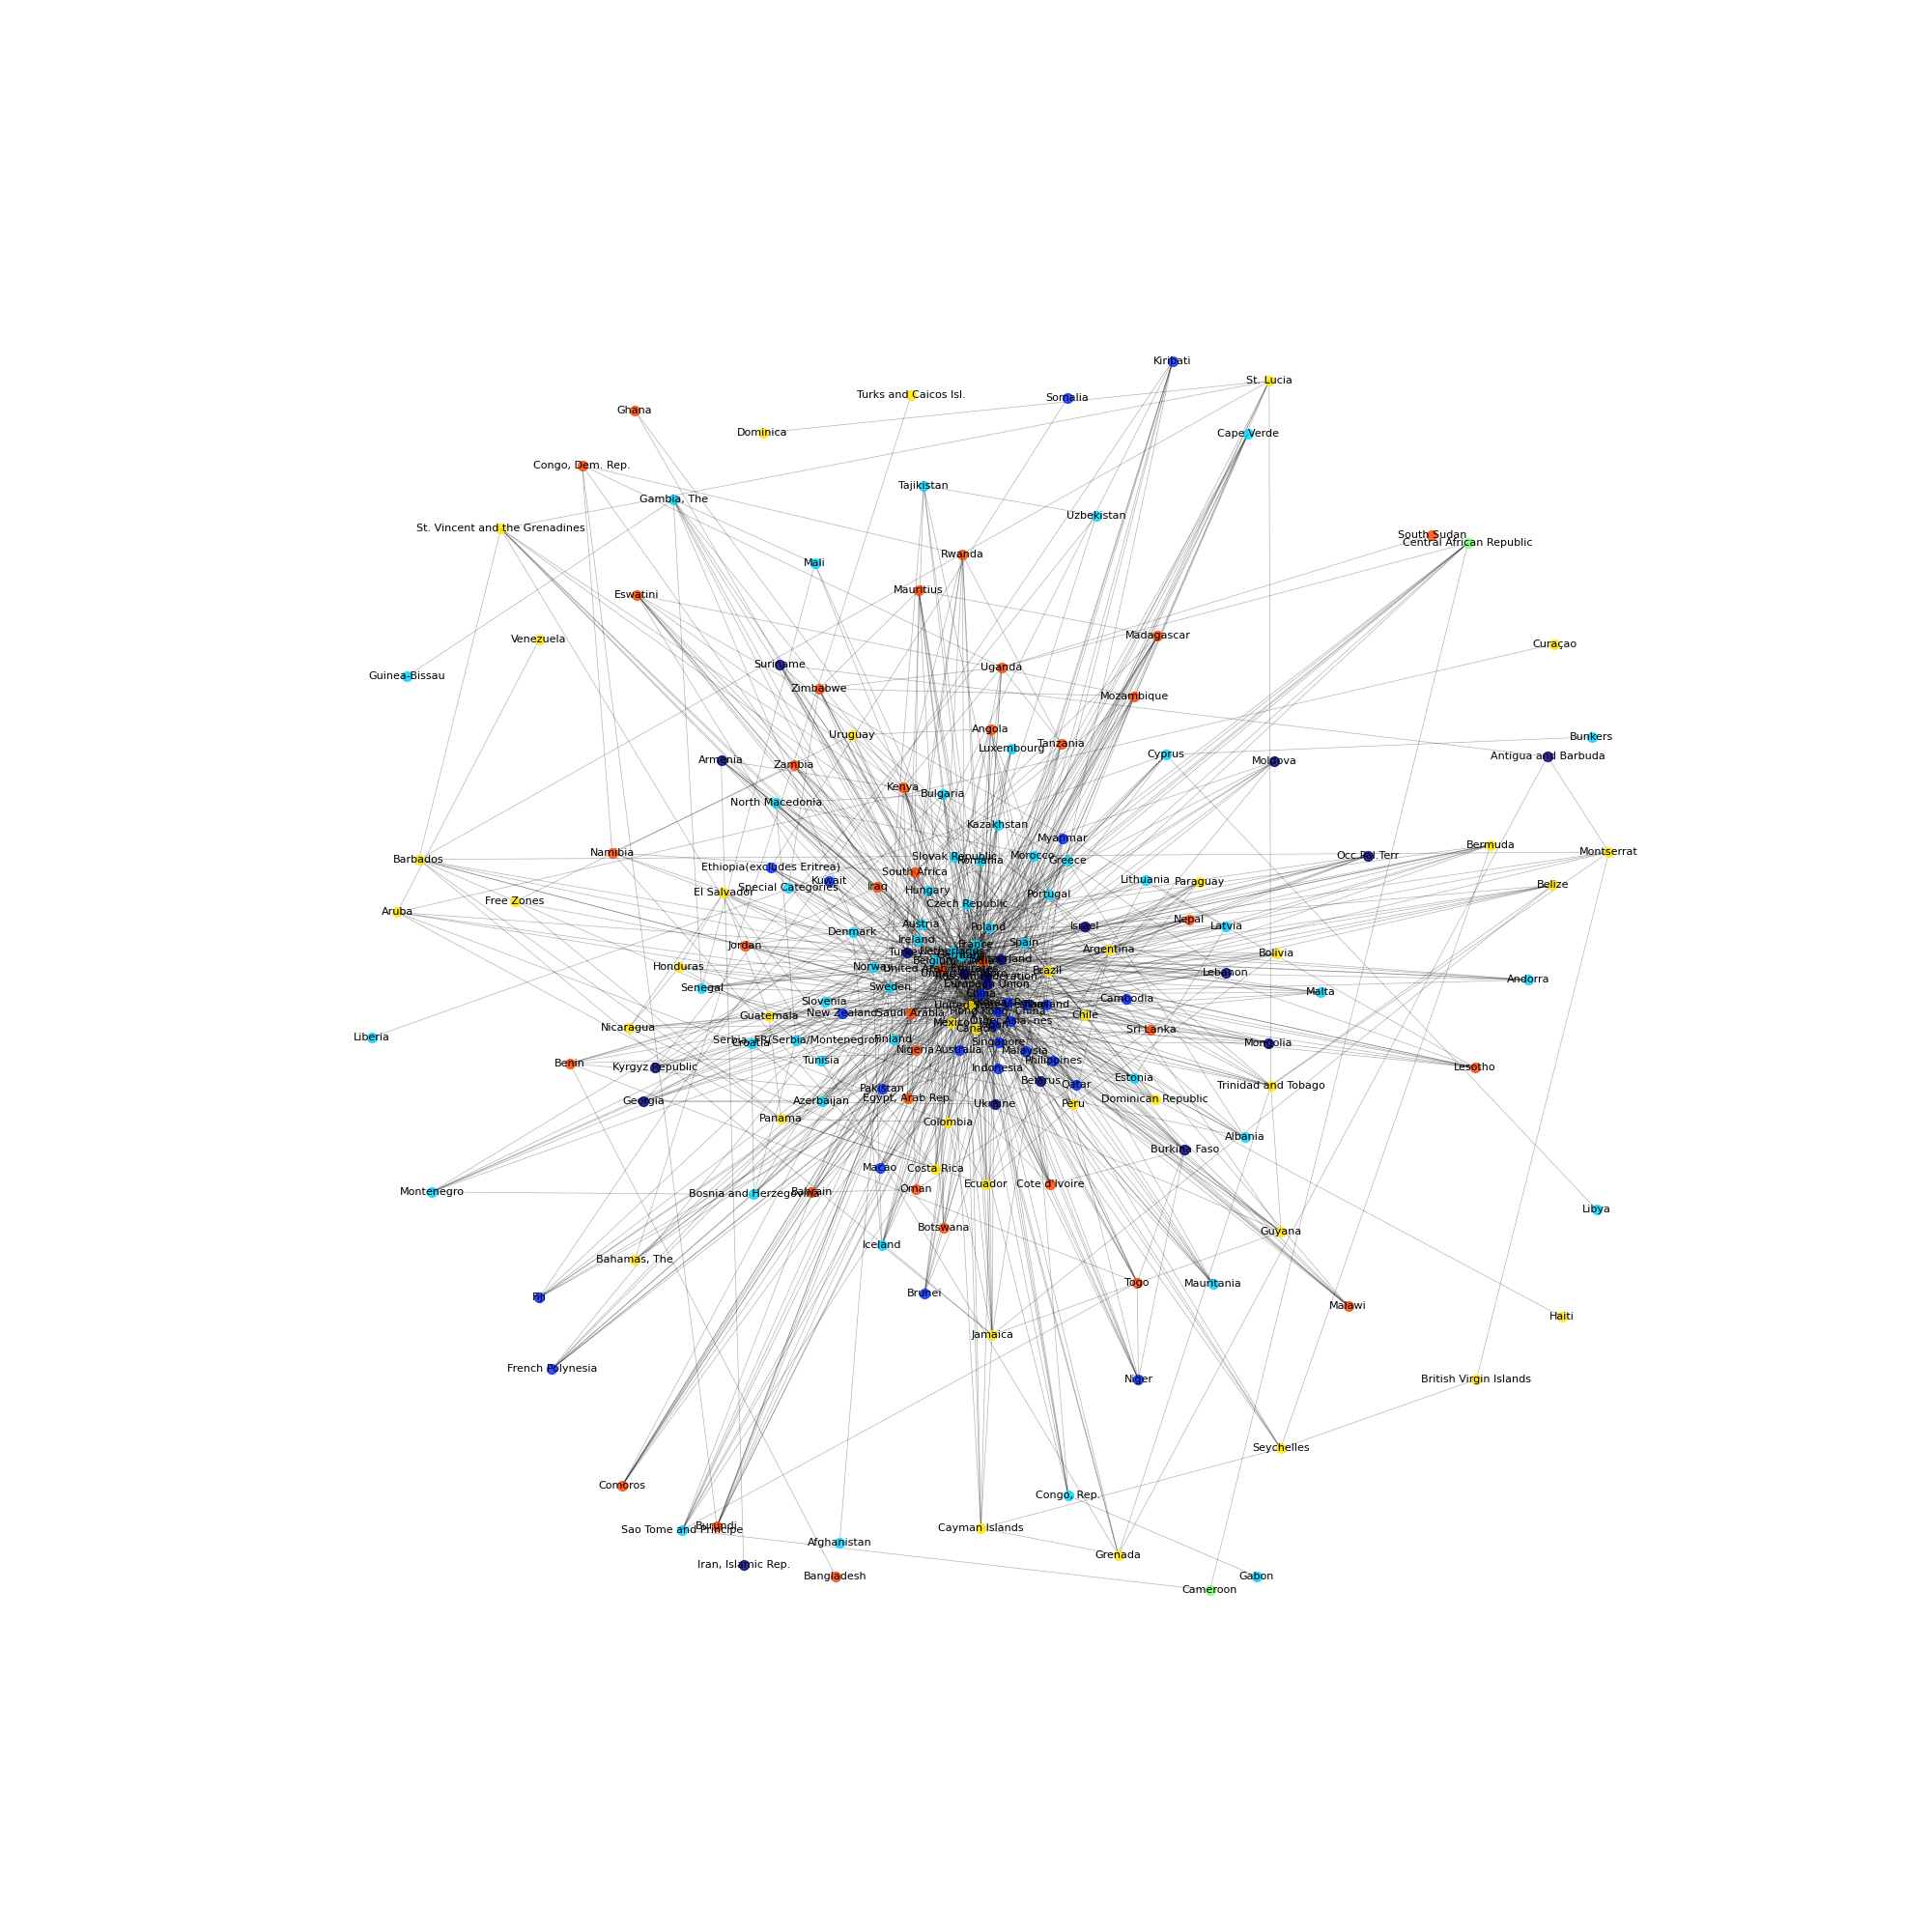 Kiribati
St. Lucia
Turks and Caicos Isl.
Somalia
Ghana
Dominica
Cape Verde
Congo, Dem. Rep.
Tajikistan
Gambia, The
Uzbekistan
St. Vincent and the Grenadines
South Sudan
Central African Republic
Rwanda
Mali
Mauritius
Eswatini
Madagascar
Venezuela
Curaçao
Suriname
Uganda
Guinea-Bissau
Zimbabwe
Mozambique
Angola
Uruguay
Bunkers
Tanzania
Luxembourg
Cyprus
Antigua and Barbuda
Armenia
Moldova
Zambia
Kenya
Bulgaria
North Macedonia
Kazakhstan
Myanmar
Bermuda
Namibia
Montserrat
Slovak Republic
Morocco
Occ.Pal.Terr
Barbados
Romania
Greece
Ethiopia(excludes Eritrea)
South Africa
Kuwait
Lithuania
Paraguay
Belize
Special Categories
Iraq
Hungary
El Salvador
Portugal
Free Zones
Czech Republic
Aruba
Nepal
Austria
Poland
Israel
Latvia
Denmark
Ireland
Spain
France
Jordan
Argentina
Bolivia
Honduras
Norway
Brazil
Lebanon
Andorra
European Union
Senegal
Sweden
China
Malta
Slovenia
Cambodia
New Zealand
Saudi Arabia
Guatemala
Chile
Mexico
Canada
Nicaragua
Sri Lanka
Liberia
Serbia, FR(Serbia/Montenegro)
Finland
Croatia
Singapore
Mongolia
Nigeria
Australia
Malaysia
Tunisia
Philippines
Benin
Kyrgyz Republic
Indonesia
Lesotho
Estonia
Belarus
Qatar
Trinidad and Tobago
Pakistan
Egypt, Arab Rep.
Dominican Republic
Georgia
Azerbaijan
Ukraine
Peru
Panama
Colombia
Albania
Burkina Faso
Macao
Costa Rica
Ecuador
Cote d'Ivoire
Oman
Montenegro
Bosnia and Herzegovina
Bahrain
Libya
Botswana
Guyana
Iceland
Bahamas, The
Togo
Mauritania
Brunei
Fiji
Malawi
Haiti
Jamaica
French Polynesia
Niger
British Virgin Islands
Seychelles
Comoros
Congo, Rep.
Burundi
Sao Tome and Principe
Cayman Islands
Afghanistan
Grenada
Iran, Islamic Rep.
Bangladesh
Gabon
Cameroon